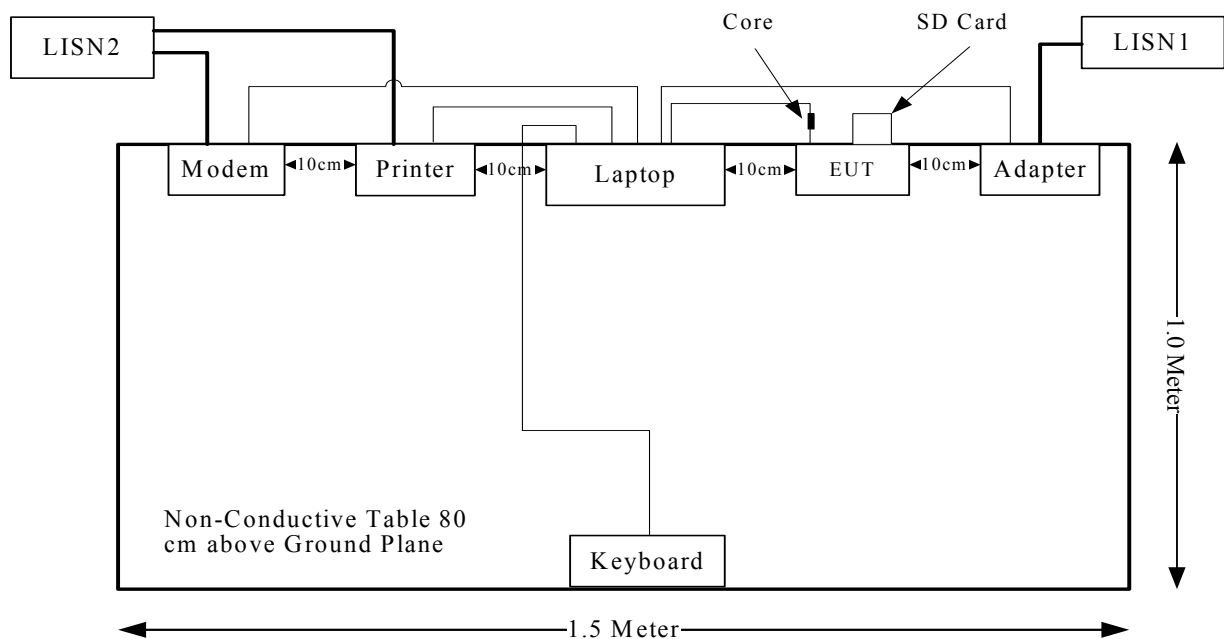 Core
SD Card
LISN2
LISN1
Modem
10cm
Printer
10cm
Laptop
10cm
EUT
10cm
Adapter
1.0 Meter
Non-Conductive Table 80
cm above Ground Plane
Keyboard
1.5 Meter